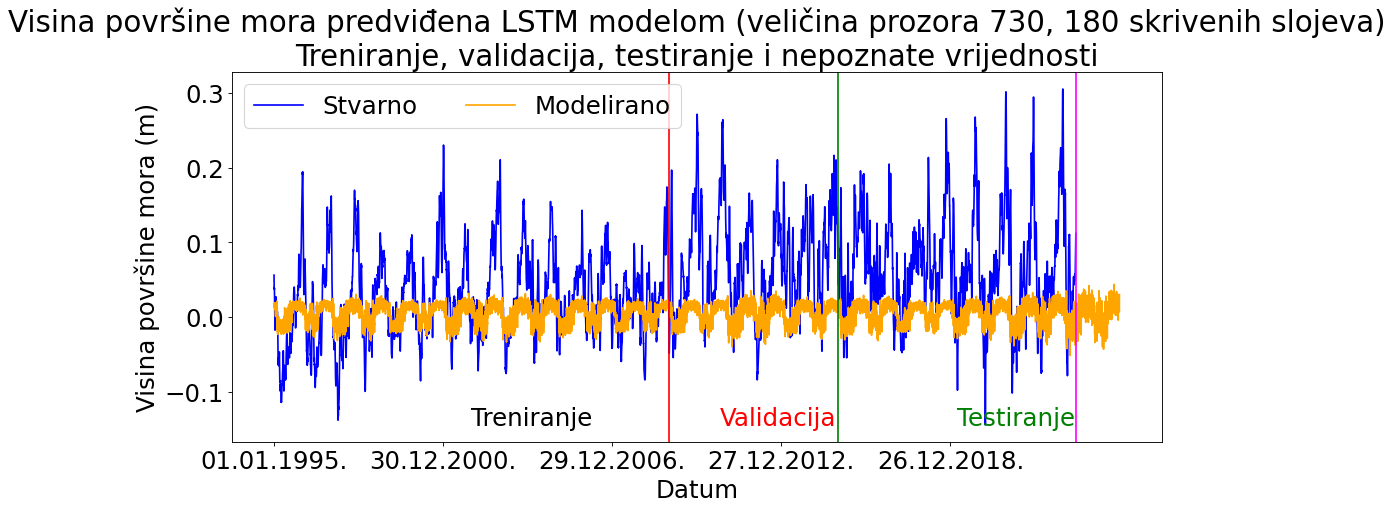 Visina površine mora predviđena LSTM modelom (veličina prozora 730, 180 skrivenih slojeva)
Treniranje, validacija, testiranje i nepoznate vrijednosti
Stvarno Modelirano
Visina površine mora (m)
0.3
0.2
0.1
0.0
−0.1
Treniranje Validacija Testiranje
01.01.1995. 30.12.2000. 29.12.2006. 27.12.2012. 26.12.2018.
Datum